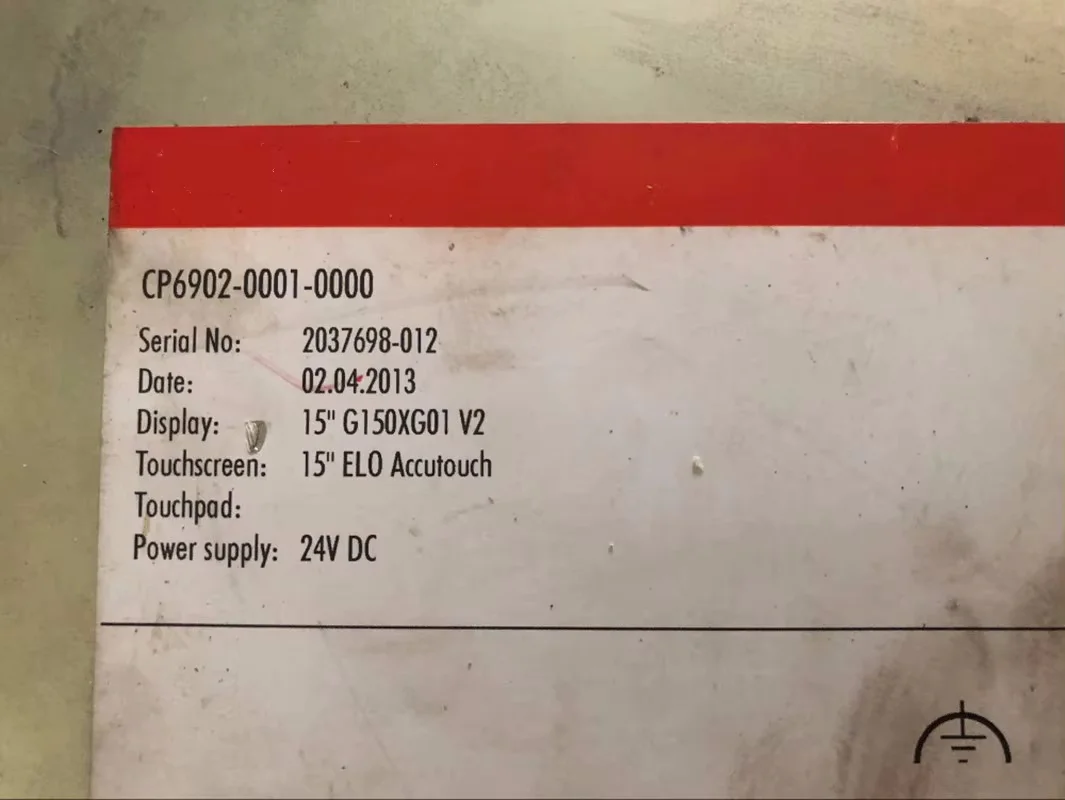 CP6902-0001-0000
Serial No: 2037698-012
Date: 02.04.2013
Display: 15" G150XG01 V2
Touchscreen: 15" ELO Accutouch
Touchpad:
Power supply: 24V DC